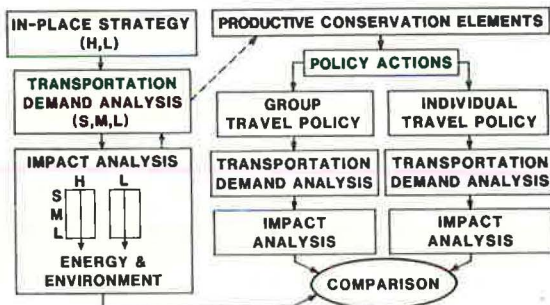 IN-PLACE STRATEGY
(H,L)
TRANSPORTATION
DEMAND ANALYSIS
(S,M,L)
IMPACT ANALYSIS
H L
S
M
L
ENERGY &
ENVIRONMENT
PRODUCTIVE CONSERVATION ELEMENTS
POLICY ACTIONS
GROUP
TRAVEL POLICY
TRANSPORTATION
DEMAND ANALYSIS
IMPACT
ANALYSIS
INDIVIDUAL
TRAVEL POLICY
TRANSPORTATION
DEMAND ANALYSIS
IMPACT
ANALYSIS
COMPARISON